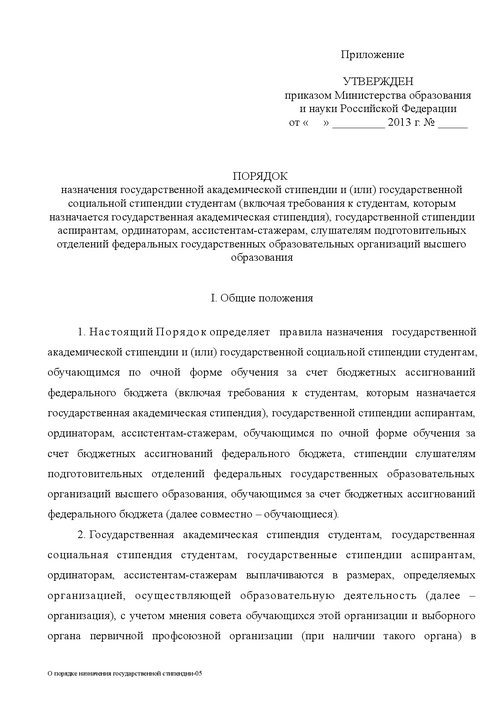 Приложение
УТВЕРЖДЕН
приказом Министерства образования
и науки Российской Федерации
от « » _________ 2013 г. № _____
ПОРЯДОК
назначения государственной академической стипендии и (или) государственной
социальной стипендии студентам (включая требования к студентам, которым
назначается государственная академическая стипендия), государственной стипендии
аспирантам, ординаторам, ассистентам-стажерам, слушателям подготовительных
отделений федеральных государственных образовательных организаций высшего
образования
I. Общие положения
1. Настоящий Порядок определяет правила назначения государственной
академической стипендии и (или) государственной социальной стипендии студентам,
обучающимся по очной форме обучения за счет бюджетных ассигнований
федерального бюджета (включая требования к студентам, которым назначается
государственная академическая стипендия), государственной стипендии аспирантам,
ординаторам, ассистентам-стажерам, обучающимся по очной форме обучения за
счет бюджетных ассигнований федерального бюджета, стипендии слушателям
подготовительных отделений федеральных государственных образовательных
организаций высшего образования, обучающимся за счет бюджетных ассигнований
федерального бюджета (далее совместно – обучающиеся).
2. Государственная академическая стипендия студентам, государственная
социальная стипендия студентам, государственные стипендии аспирантам,
ординаторам, ассистентам-стажерам выплачиваются в размерах, определяемых
организацией, осуществляющей образовательную деятельность (далее –
организация), с учетом мнения совета обучающихся этой организации и выборного
органа первичной профсоюзной организации (при наличии такого органа) в
О порядке назначения государственной стипендии-05